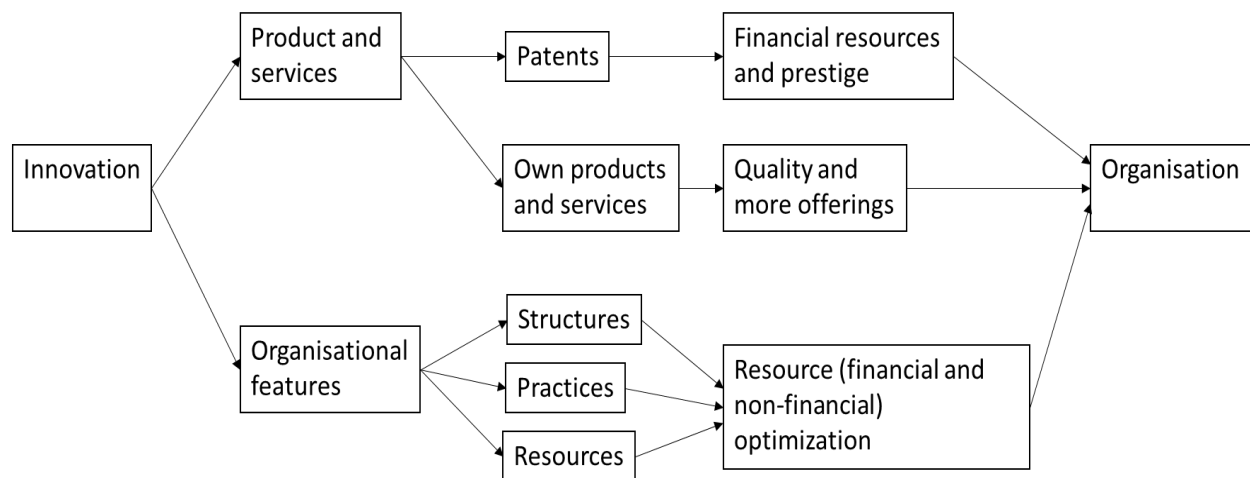 Product and
services
Patents
Financial resources
and prestige
Innovation
Own products
and services
Quality and
more offerings
Organisation
Organisational
features
Structures
Practices
Resources
Resource (financial and
non-financial)
optimization